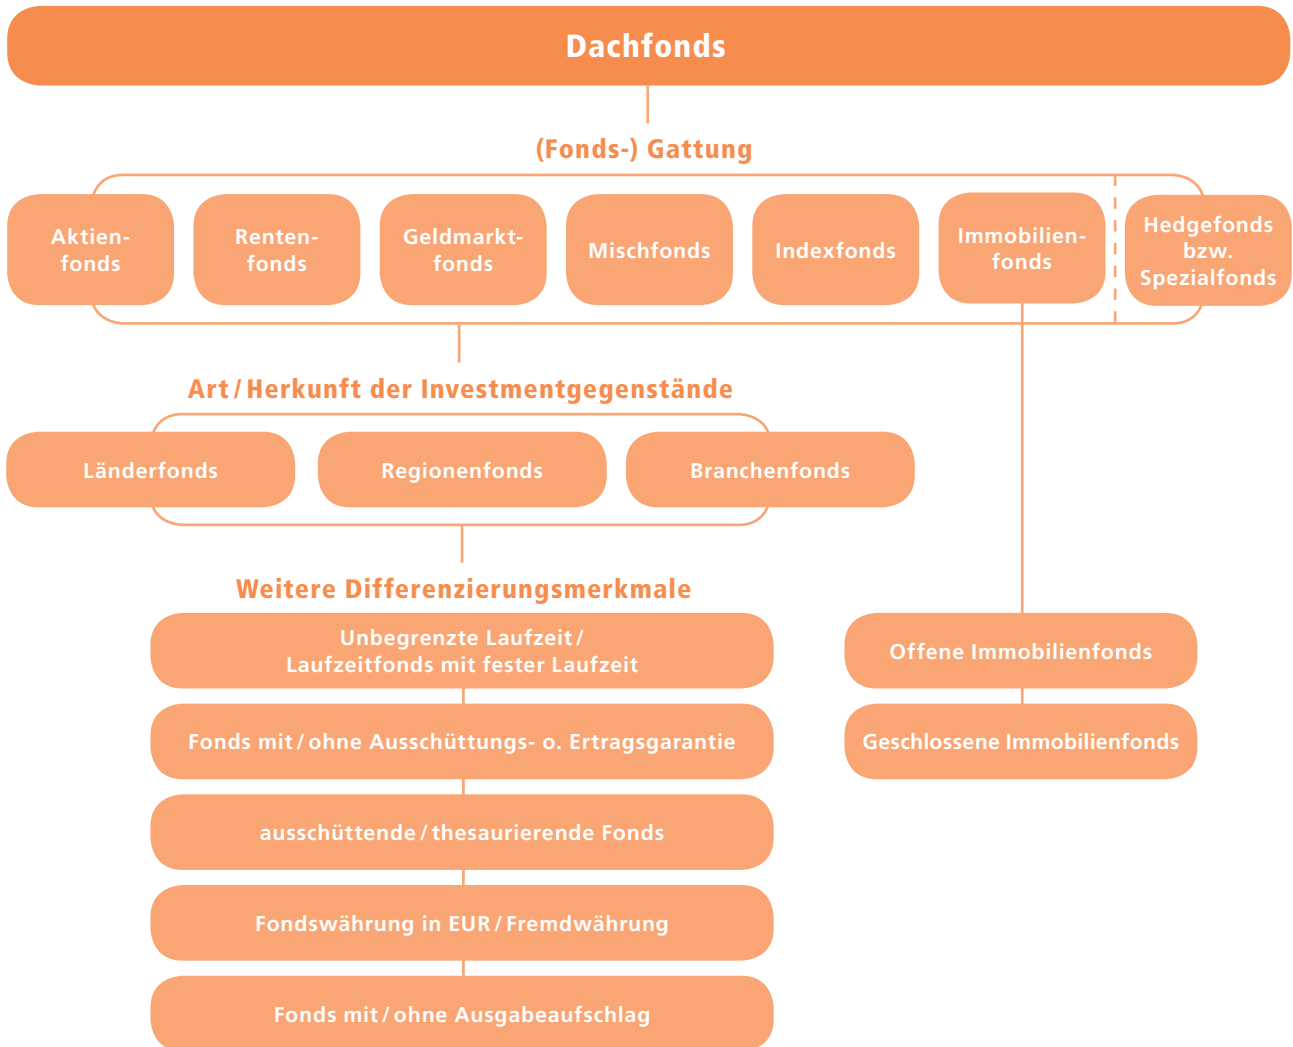 Dachfonds
(Fonds-) Gattung
Aktien-
fonds
Renten-
fonds
Geldmarkt-
fonds
Mischfonds
Indexfonds
Immobilien-
fonds
Hedgefonds
bzw.
Spezialfonds
Art / Herkunft der Investmentgegenstände
Länderfonds
Regionenfonds
Branchenfonds
Weitere Differenzierungsmerkmale
Unbegrenzte Laufzeit /
Laufzeitfonds mit fester Laufzeit
Offene Immobilienfonds
Fonds mit / ohne Ausschüttungs- o. Ertragsgarantie
Geschlossene Immobilienfonds
ausschüttende / thesaurierende Fonds
Fondswährung in EUR / Fremdwährung
Fonds mit / ohne Ausgabeaufschlag